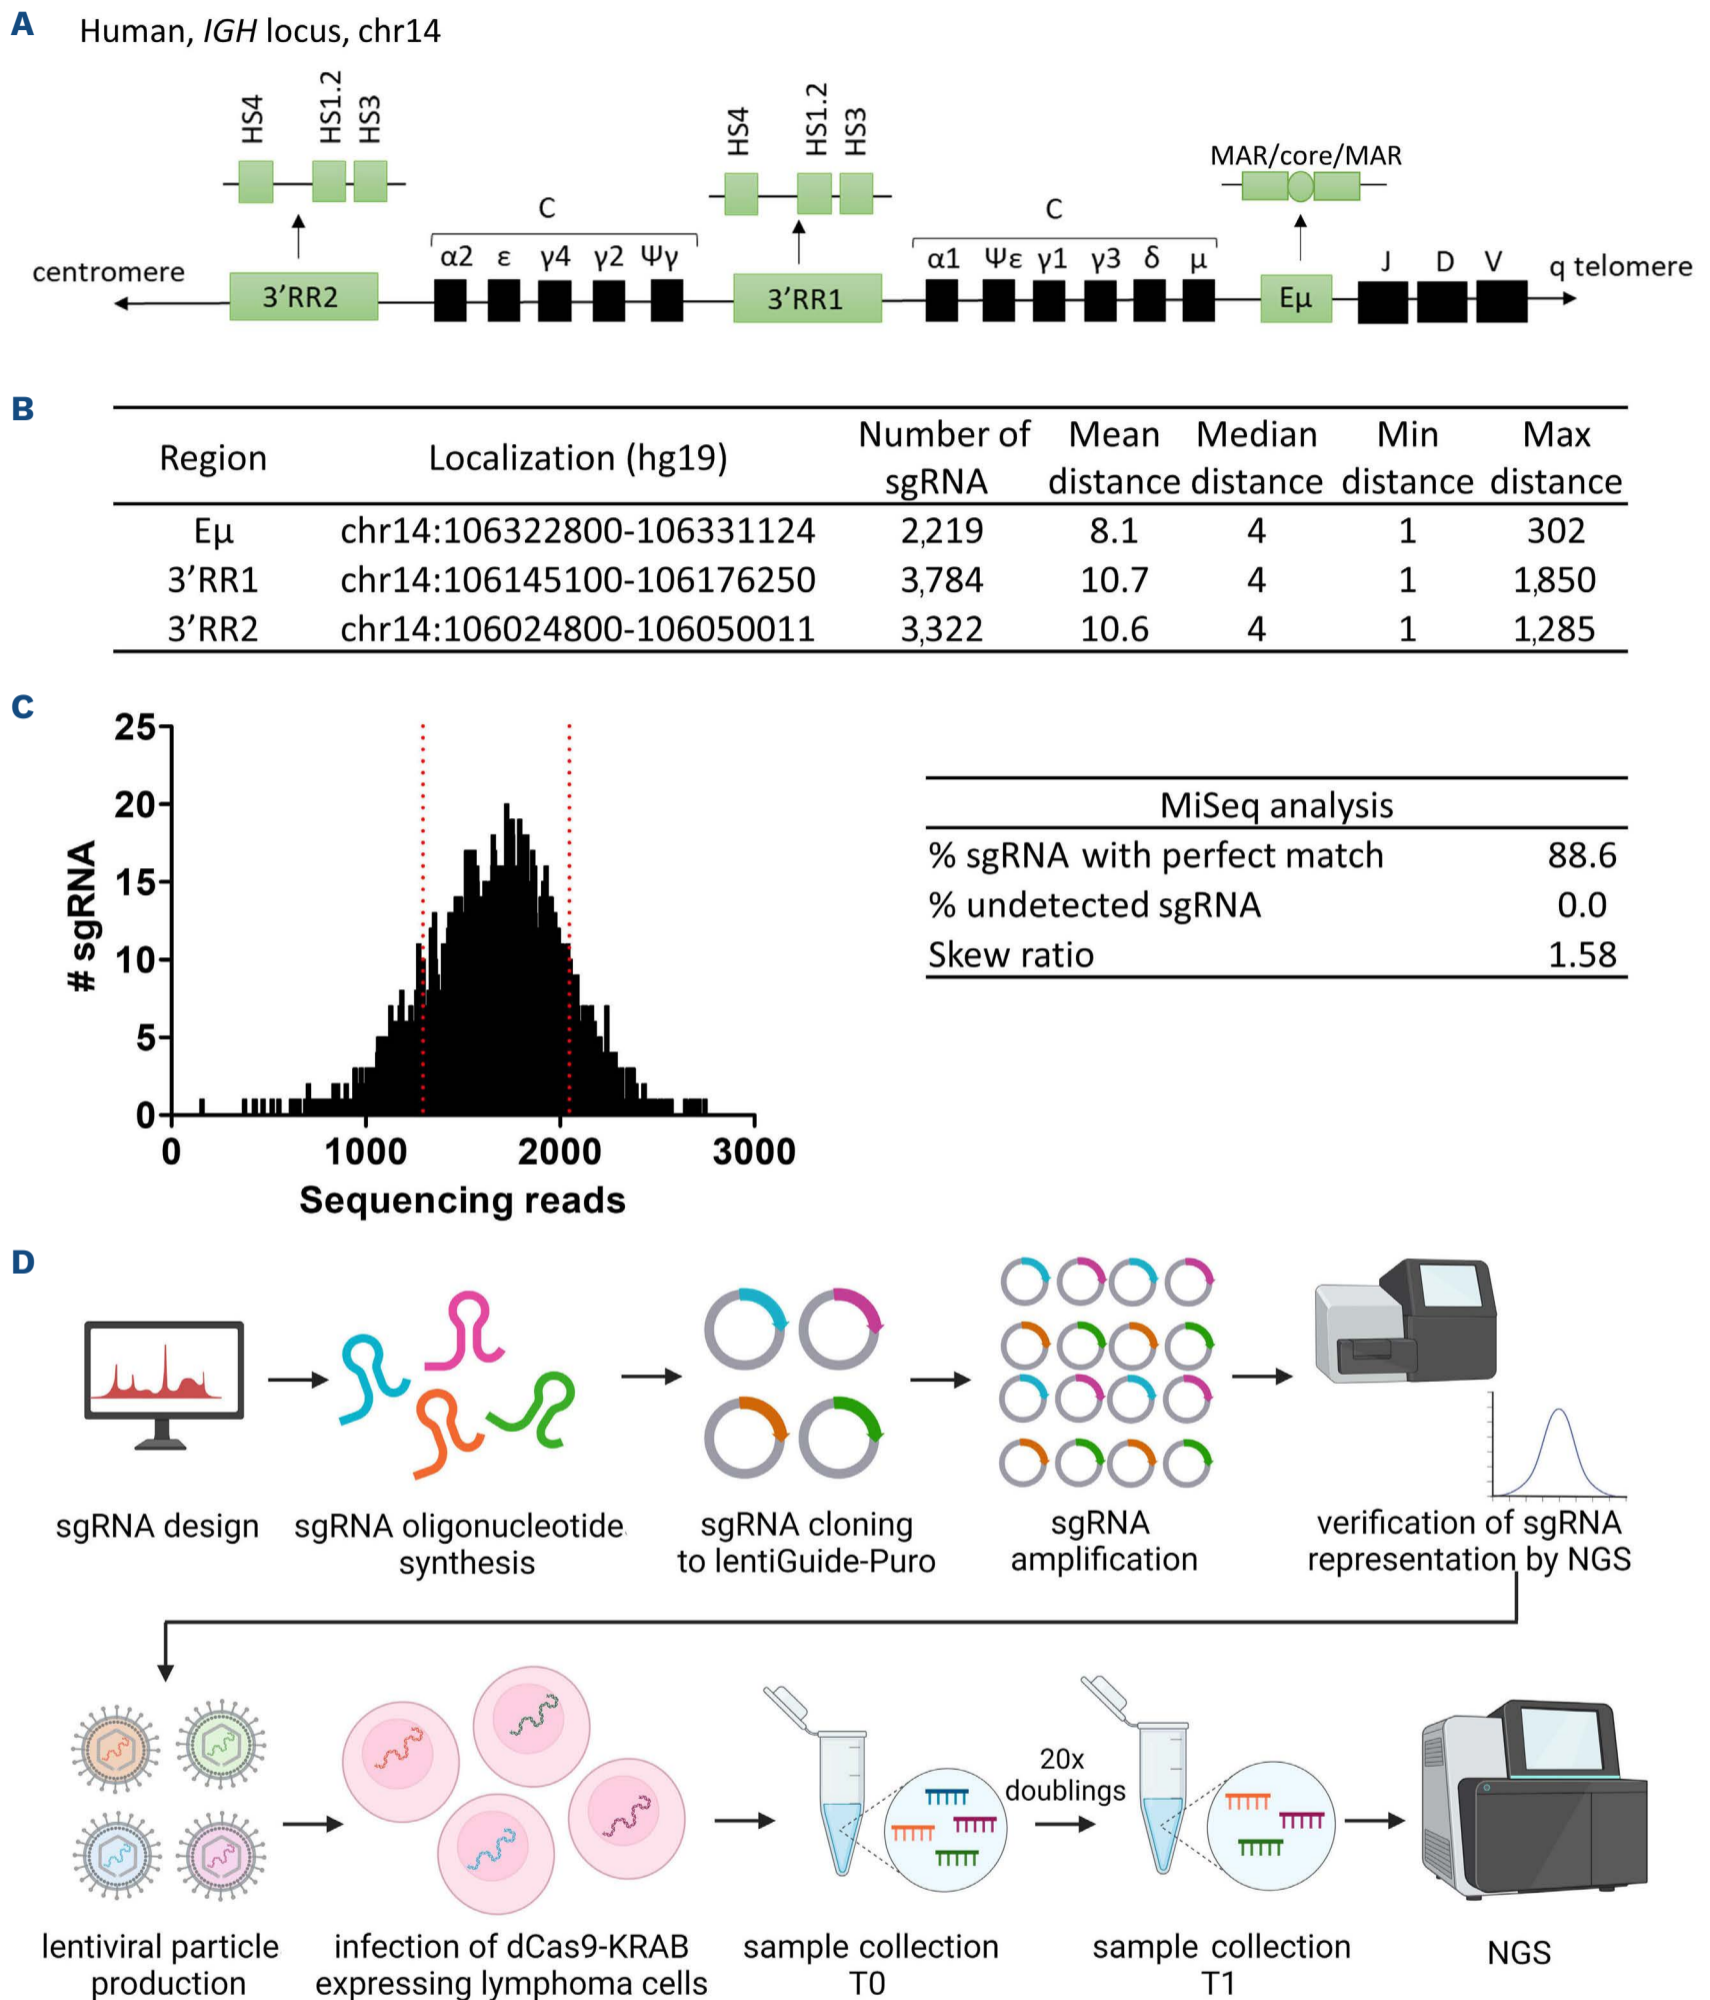 A
Human, IGH locus, chr14
HS4
HS1.2
HS3
HS4
HS1.2
HS3
MAR/core/MAR
C
C
α2 ε γ4 γ2 Ψγ
α1 Ψε γ1 γ3 δ μ
J D V
centromere
q telomere
3'RR2
3'RR1
Eμ
B
Region Localization (hg19) Number of sgRNA Mean distance Median distance Min distance Max distance
Eμ chr14:106322800-106331124 2,219 8.1 4 1 302
3'RR1 chr14:106145100-106176250 3,784 10.7 4 1 1,850
3'RR2 chr14:106024800-106050011 3,322 10.6 4 1 1,285
C
# sgRNA
25
20
15
10
5
0
0 1000 2000 3000
Sequencing reads
MiSeq analysis
% sgRNA with perfect match 88.6
% undetected sgRNA 0.0
Skew ratio 1.58
D
sgRNA design
sgRNA oligonucleotide
synthesis
sgRNA cloning
to lentiGuide-Puro
sgRNA
amplification
verification of sgRNA
representation by NGS
20x
doublings
lentiviral particle
production
infection of dCas9-KRAB
expressing lymphoma cells
sample collection
T0
sample collection
T1
NGS